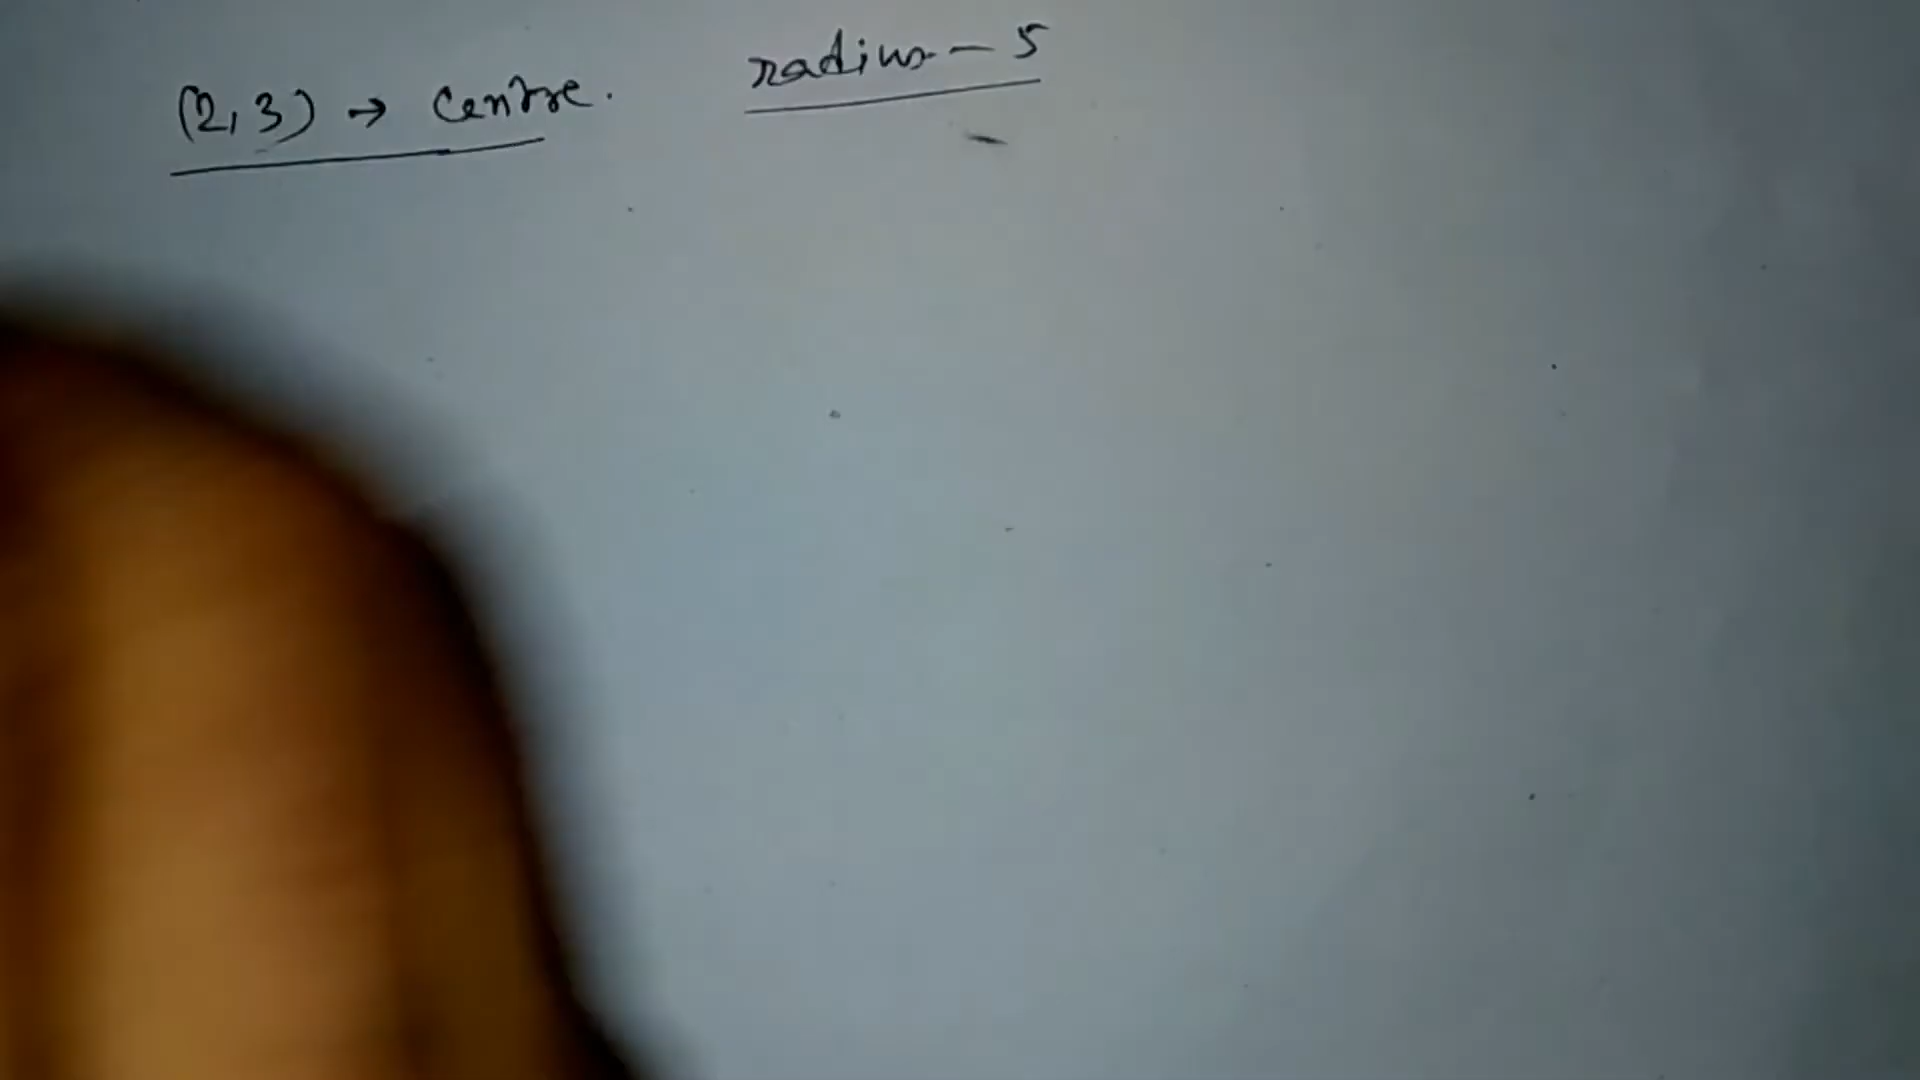 (2,3) → Centre. radius - 5